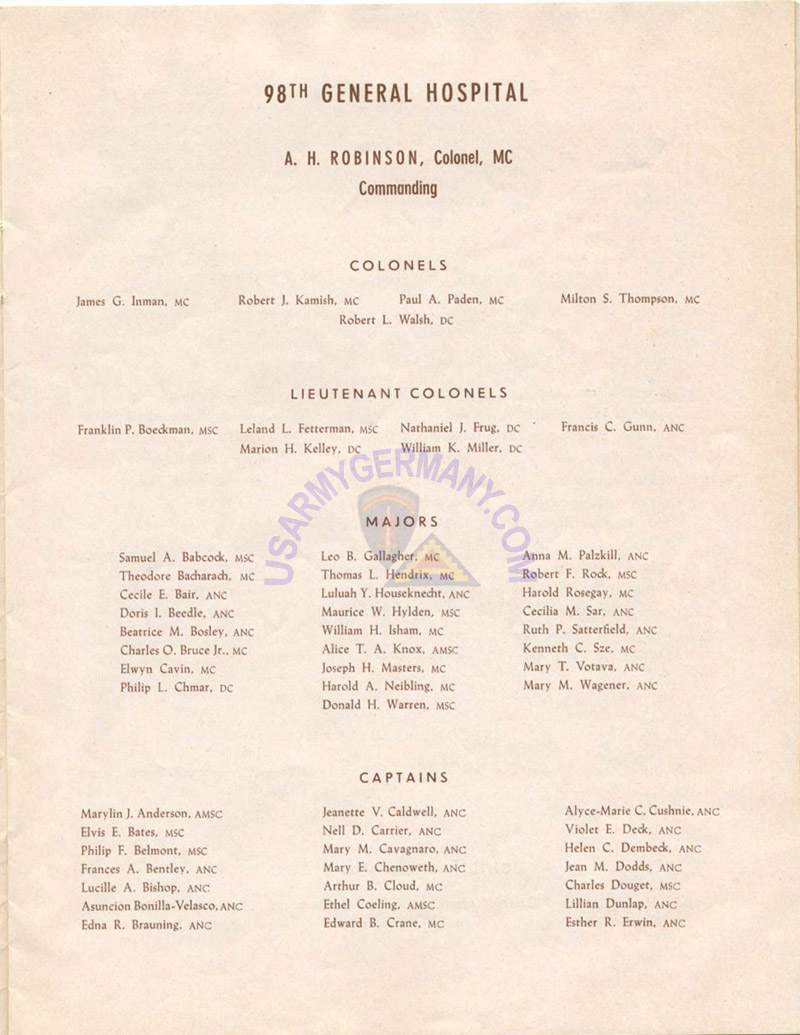 98TH GENERAL HOSPITAL
A. H. ROBINSON, Colonel, MC
Commanding
COLONELS
James G. Inman, MC
Robert J. Kamish, MC
Paul A. Paden, MC
Milton S. Thompson, MC
Robert L. Walsh, DC
LIEUTENANT COLONELS
Franklin P. Boeckman, MSC
Leland L. Fetterman, MSC
Nathaniel J. Frug, DC
Francis C. Gunn, ANC
Marion H. Kelley, DC
William K. Miller, DC
USARMYGERMANY.COM
MAJORS
Samuel A. Babcock, MSC
Theodore Bacharach, MC
Cecile E. Bair, ANC
Doris I. Beedle, ANC
Beatrice M. Bosley, ANC
Charles O. Bruce Jr., MC
Elwyn Cavin, MC
Philip L. Chmar, DC
Leo B. Gallagher, MC
Thomas L. Hendrix, MC
Luluah Y. Houseknecht, ANC
Maurice W. Hylden, MSC
William H. Isham, MC
Alice T. A. Knox, AMSC
Joseph H. Masters, MC
Harold A. Neibling, MC
Donald H. Warren, MSC
Anna M. Palzkill, ANC
Robert F. Rock, MSC
Harold Rosegay, MC
Cecilia M. Sar, ANC
Ruth P. Satterfield, ANC
Kenneth C. Sze, MC
Mary T. Votava, ANC
Mary M. Wagener, ANC
CAPTAINS
Marylin J. Anderson, AMSC
Elvis E. Bates, MSC
Philip F. Belmont, MSC
Frances A. Bentley, ANC
Lucille A. Bishop, ANC
Asuncion Bonilla-Velasco, ANC
Edna R. Brauning, ANC
Jeanette V. Caldwell, ANC
Nell D. Carrier, ANC
Mary M. Cavagnaro, ANC
Mary E. Chenoweth, ANC
Arthur B. Cloud, MC
Ethel Coeling, AMSC
Edward B. Crane, MC
Alyce-Marie C. Cushnie, ANC
Violet E. Deck, ANC
Helen C. Dembeck, ANC
Jean M. Dodds, ANC
Charles Douget, MSC
Lillian Dunlap, ANC
Esther R. Erwin, ANC